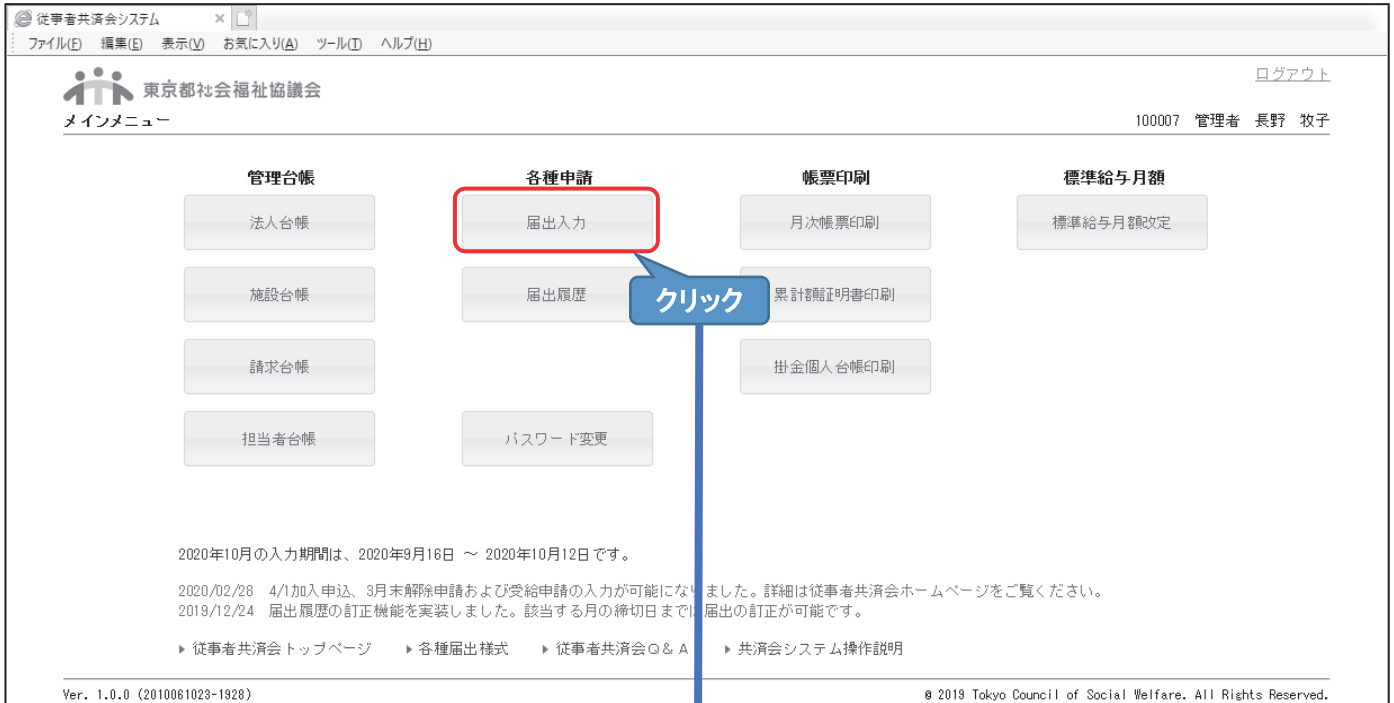 従事者共済会システム
ファイル(F) 編集(E) 表示(V) お気に入り(A) ツール(T) ヘルプ(H)
東京都社会福祉協議会
ログアウト
メインメニュー
100007 管理者 長野 牧子
管理台帳 各種申請 帳票印刷 標準給与月額
法人台帳 届出入力 月次帳票印刷 標準給与月額改定
施設台帳 届出履歴 クリック 累計額証明書印刷
請求台帳 掛金個人台帳印刷
担当者台帳 パスワード変更
2020年10月の入力期間は、2020年9月16日 ~ 2020年10月12日です。
2020/02/28 4/1加入申込、3月末解除申請および受給申請の入力が可能になりました。詳細は従事者共済会ホームページをご覧ください。
2019/12/24 届出履歴の訂正機能を実装しました。該当する月の締切日までは届出の訂正が可能です。
従事者共済会トップページ 各種届出様式 従事者共済会Q&A 共済会システム操作説明
Ver. 1.0.0 (2010061023-1928)
© 2019 Tokyo Council of Social Welfare. All Rights Reserved.